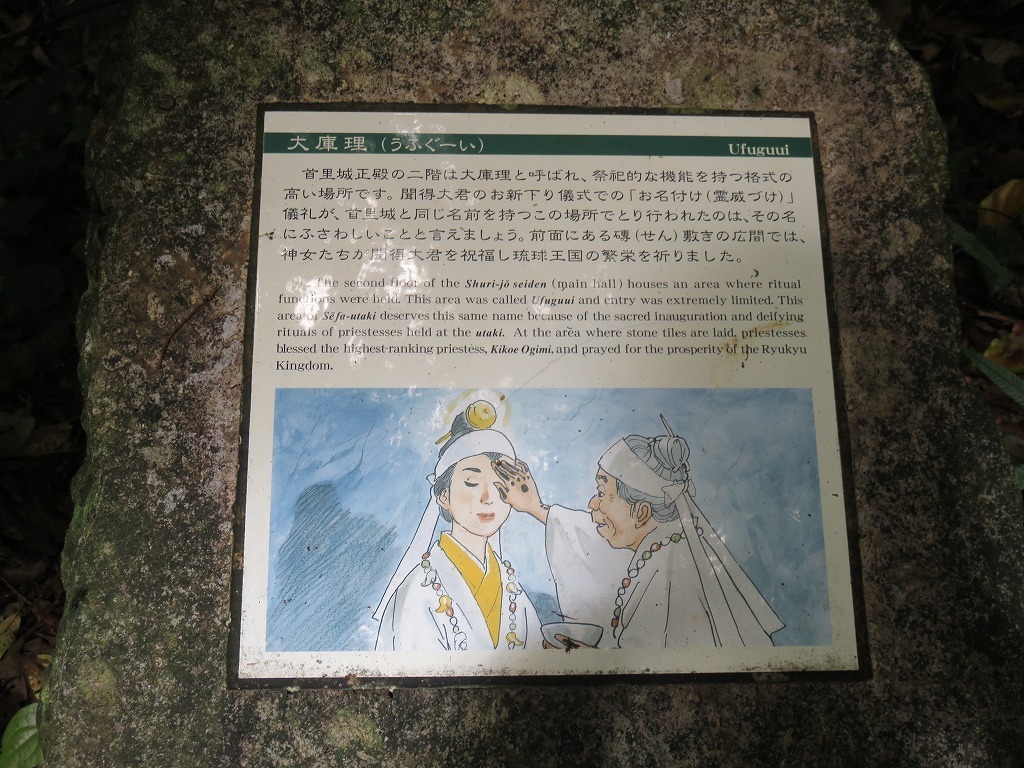 大庫理（うふぐーい） Ufuguui
首里城正殿の二階は大庫理と呼ばれ、祭祀的な機能を持つ格式の
高い場所です。聞得大君のお新下り儀式での「お名付け（霊威づけ）」
儀礼が、首里城と同じ名前を持つこの場所でとり行われたのは、その名
にふさわしいことと言えましょう。前面にある磚（せん）敷きの広間では、
神女たちが聞得大君を祝福し琉球王国の繁栄を祈りました。
The second floor of the Shuri-jô seiden (main hall) houses an area where ritual
functions were held. This area was called Ufuguui and entry was extremely limited. This
area of Sêfa-utaki deserves this same name because of the sacred inauguration and deifying
rituals of priestesses held at the utaki. At the area where stone tiles are laid, priestesses
blessed the highest-ranking priestess, Kikoe Ogimi, and prayed for the prosperity of the Ryukyu
Kingdom.